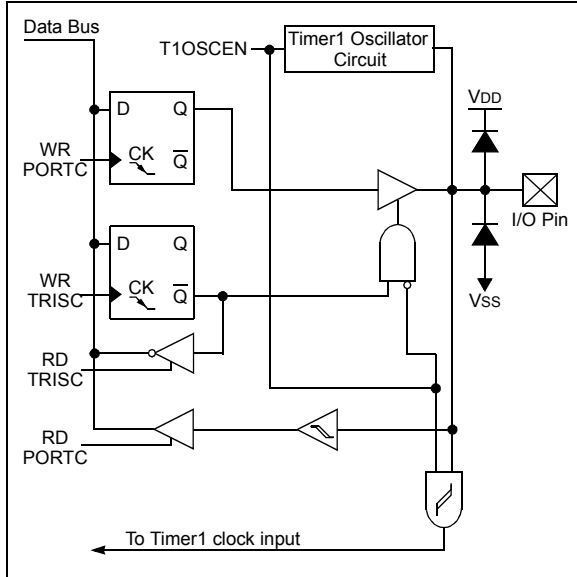 Data Bus
T1OSCEN
Timer1 Oscillator
Circuit
VDD
D
Q
WR
PORTC
CK
Q
I/O Pin
D
Q
WR
TRISC
CK
Q
VSS
RD
TRISC
RD
PORTC
To Timer1 clock input